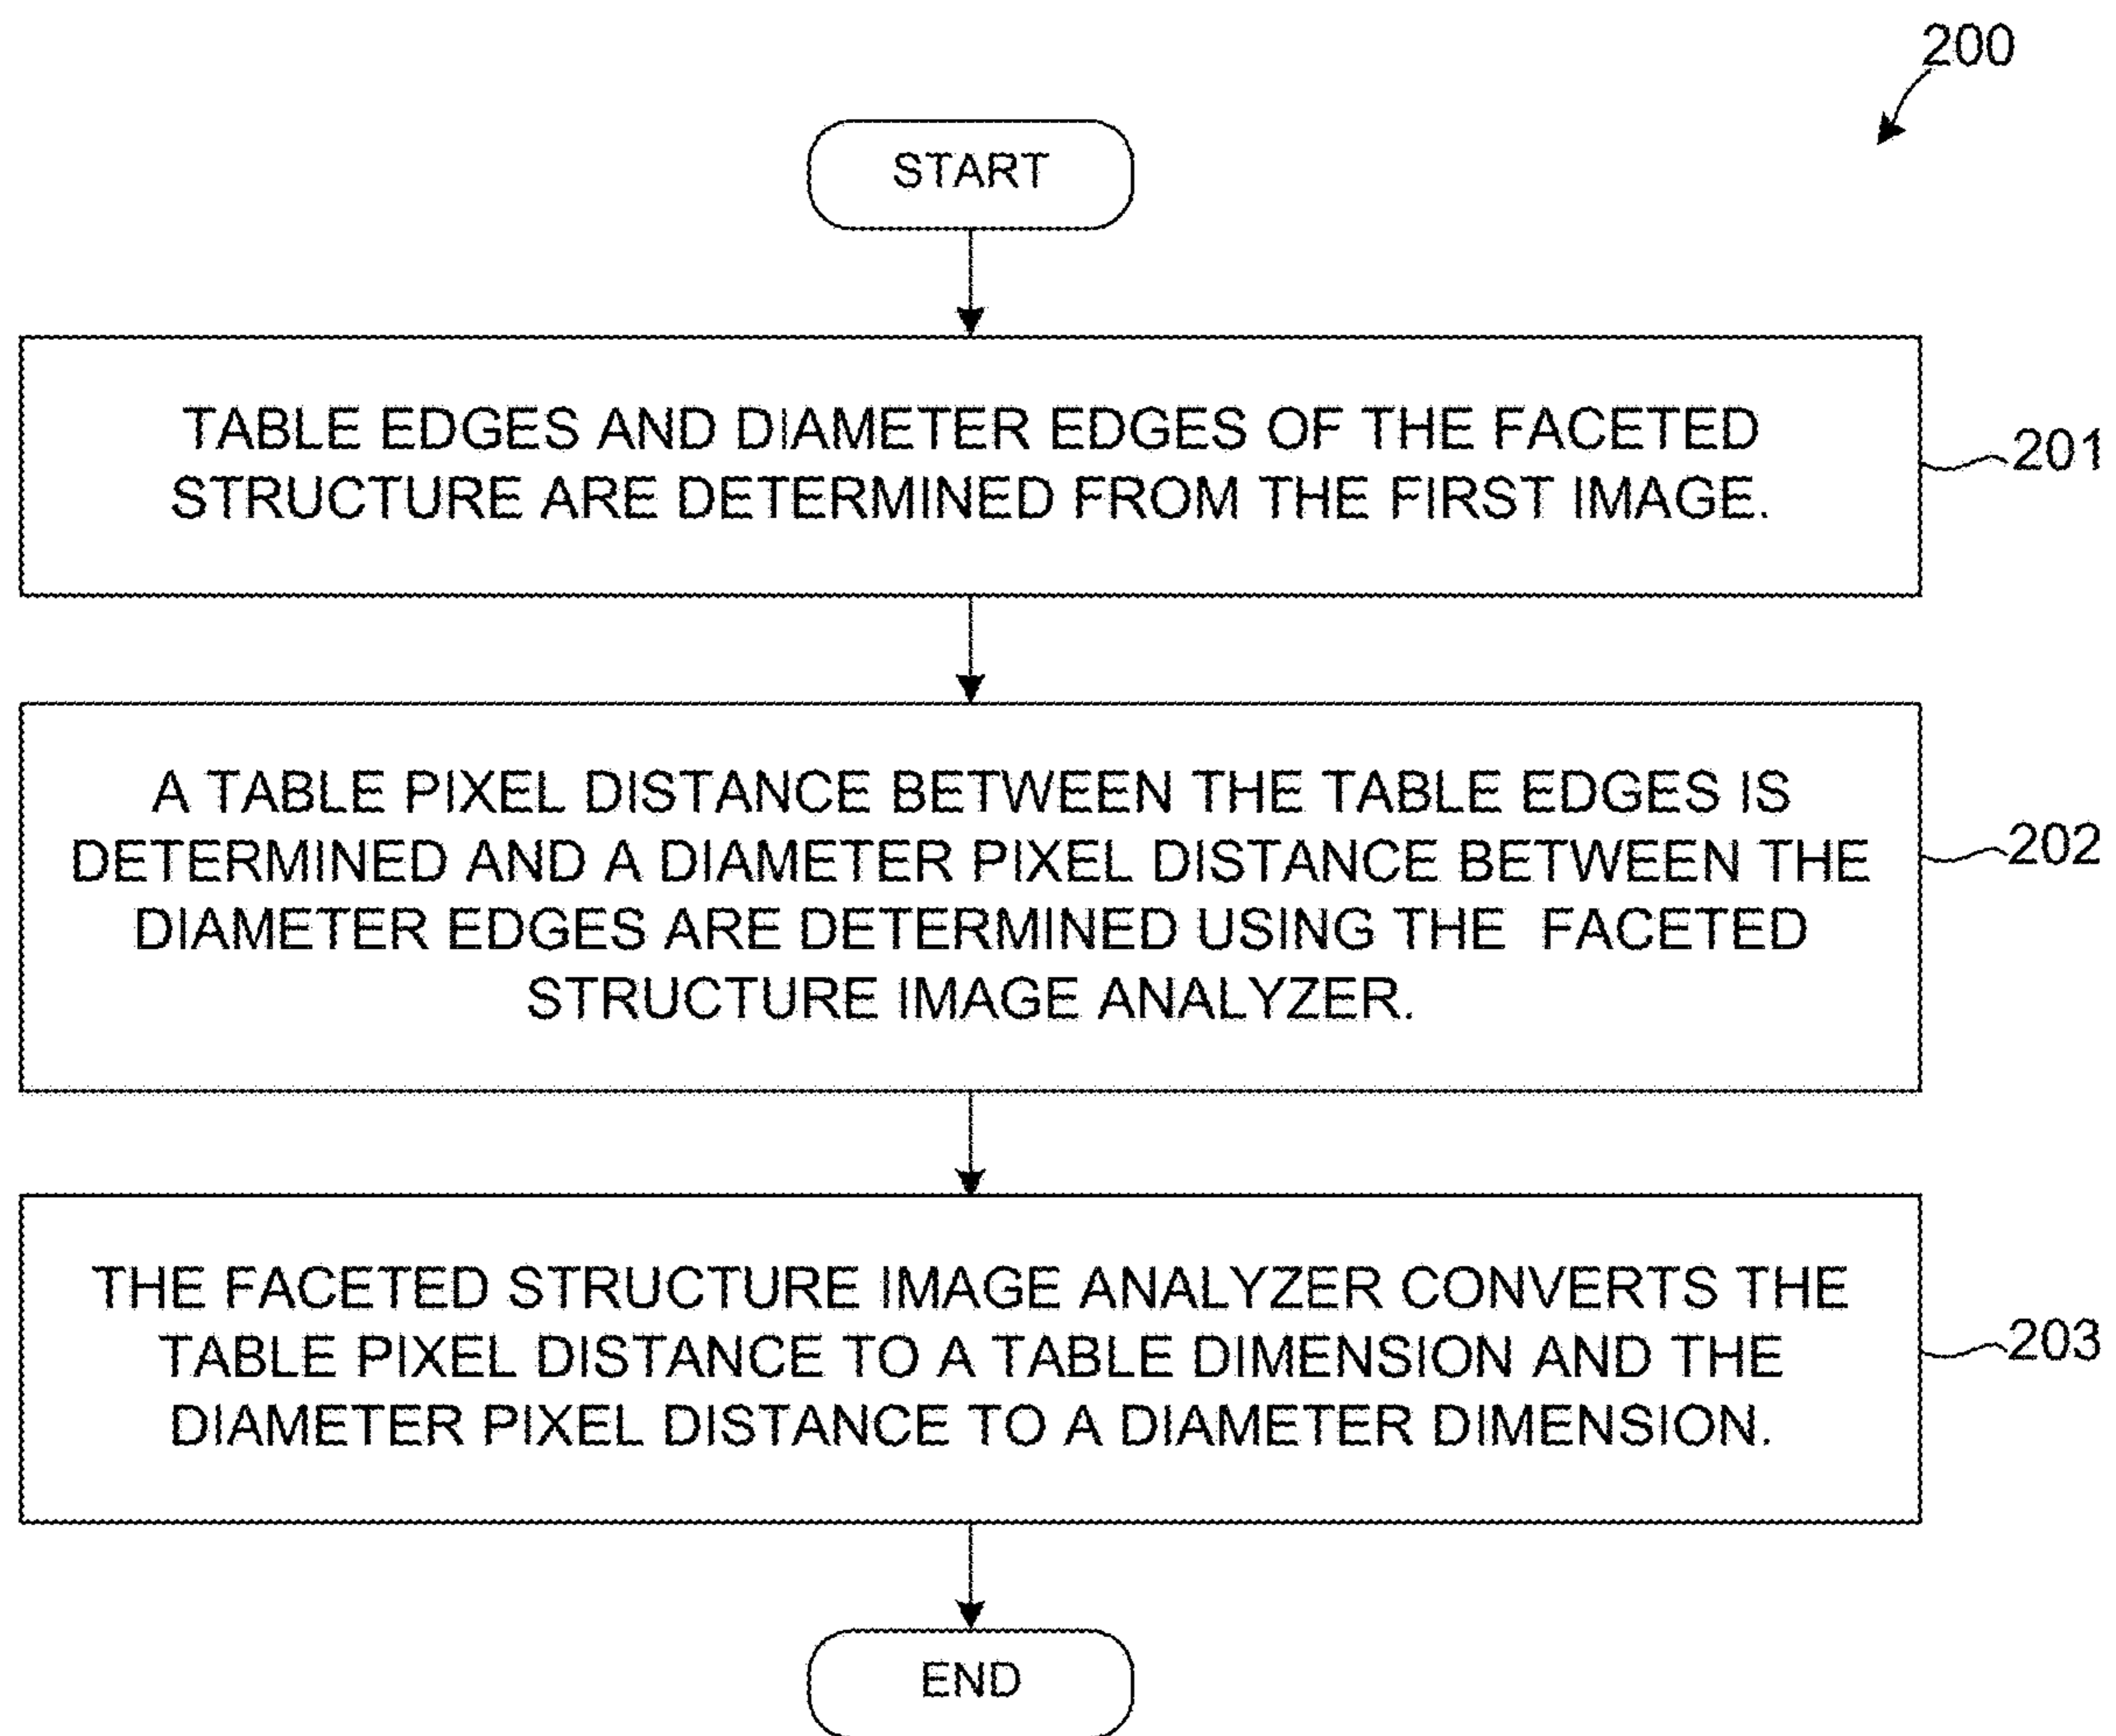 200
START
TABLE EDGES AND DIAMETER EDGES OF THE FACETED
STRUCTURE ARE DETERMINED FROM THE FIRST IMAGE.
201
A TABLE PIXEL DISTANCE BETWEEN THE TABLE EDGES IS
DETERMINED AND A DIAMETER PIXEL DISTANCE BETWEEN THE
DIAMETER EDGES ARE DETERMINED USING THE FACETED
STRUCTURE IMAGE ANALYZER.
202
THE FACETED STRUCTURE IMAGE ANALYZER CONVERTS THE
TABLE PIXEL DISTANCE TO A TABLE DIMENSION AND THE
DIAMETER PIXEL DISTANCE TO A DIAMETER DIMENSION.
203
END